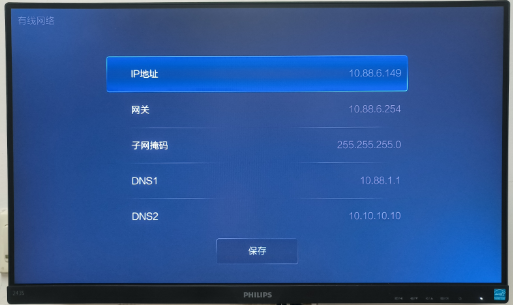 有线网络
IP地址 10.88.6.149
网关 10.88.6.254
子网掩码 255.255.255.0
DNS1 10.88.1.1
DNS2 10.10.10.10
保存
PHILIPS